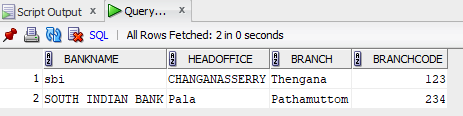 Script Output x Query... x
SQL | All Rows Fetched: 2 in 0 seconds
BANKNAME HEADOFFICE BRANCH BRANCHCODE
1 sbi CHANGANASSERRY Thengana 123
2 SOUTH INDIAN BANK Pala Pathamuttom 234